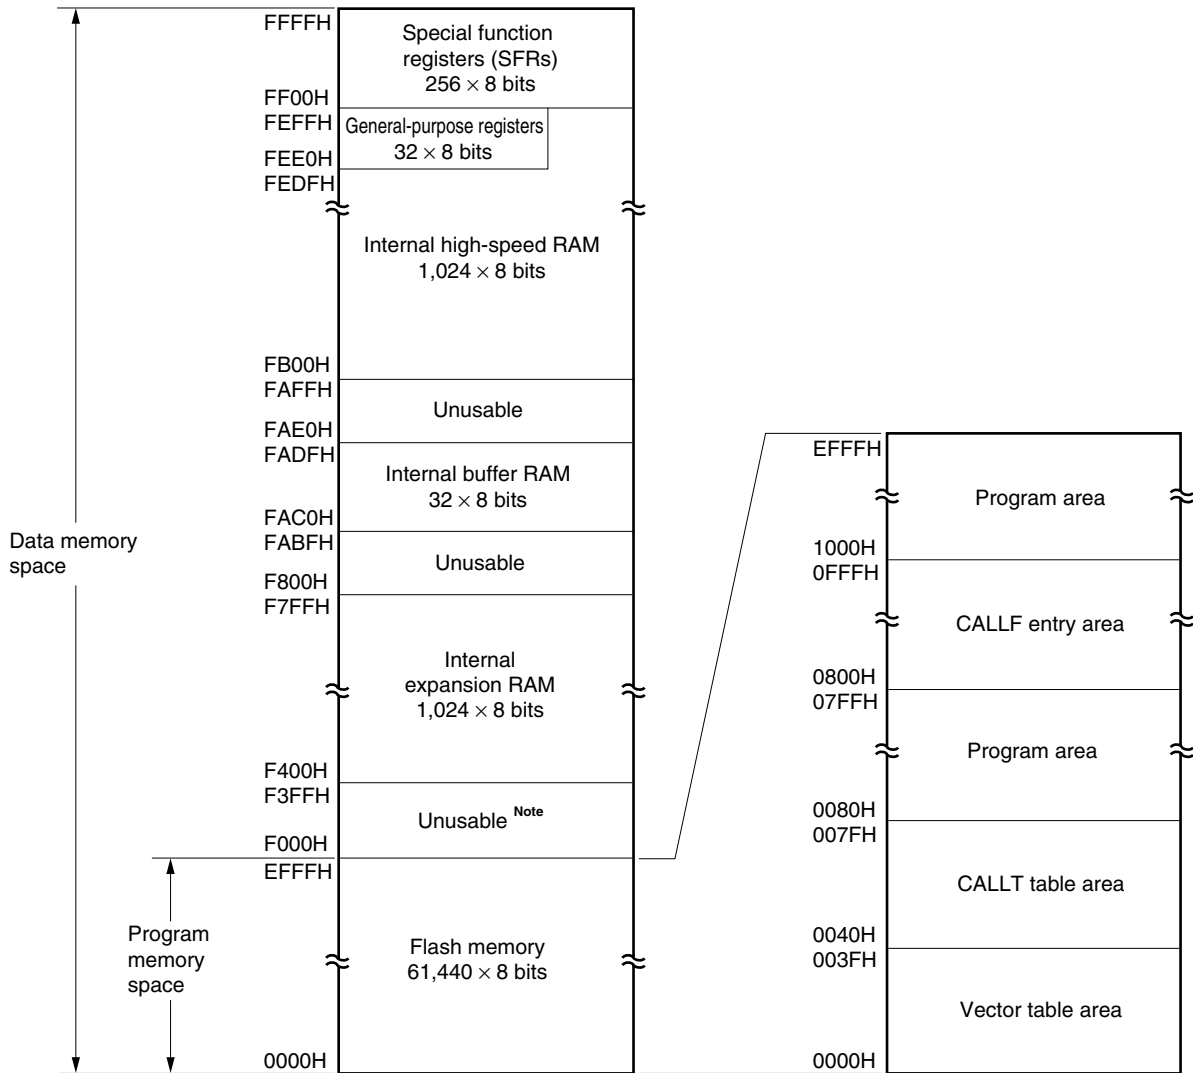 FFFFH
Special function
registers (SFRs)
256 × 8 bits
FF00H
FEFFH
General-purpose registers
32 × 8 bits
FEE0H
FEDFH
Internal high-speed RAM
1,024 × 8 bits
FB00H
FAFFH
Unusable
FAE0H
FADFH
Internal buffer RAM
32 × 8 bits
FAC0H
FABFH
Unusable
F800H
F7FFH
Internal
expansion RAM
1,024 × 8 bits
F400H
F3FFH
Unusable Note
F000H
EFFFH
Flash memory
61,440 × 8 bits
0000H
Data memory
space
Program
memory
space
EFFFH
Program area
1000H
0FFFH
CALLF entry area
0800H
07FFH
Program area
0080H
007FH
CALLT table area
0040H
003FH
Vector table area
0000H